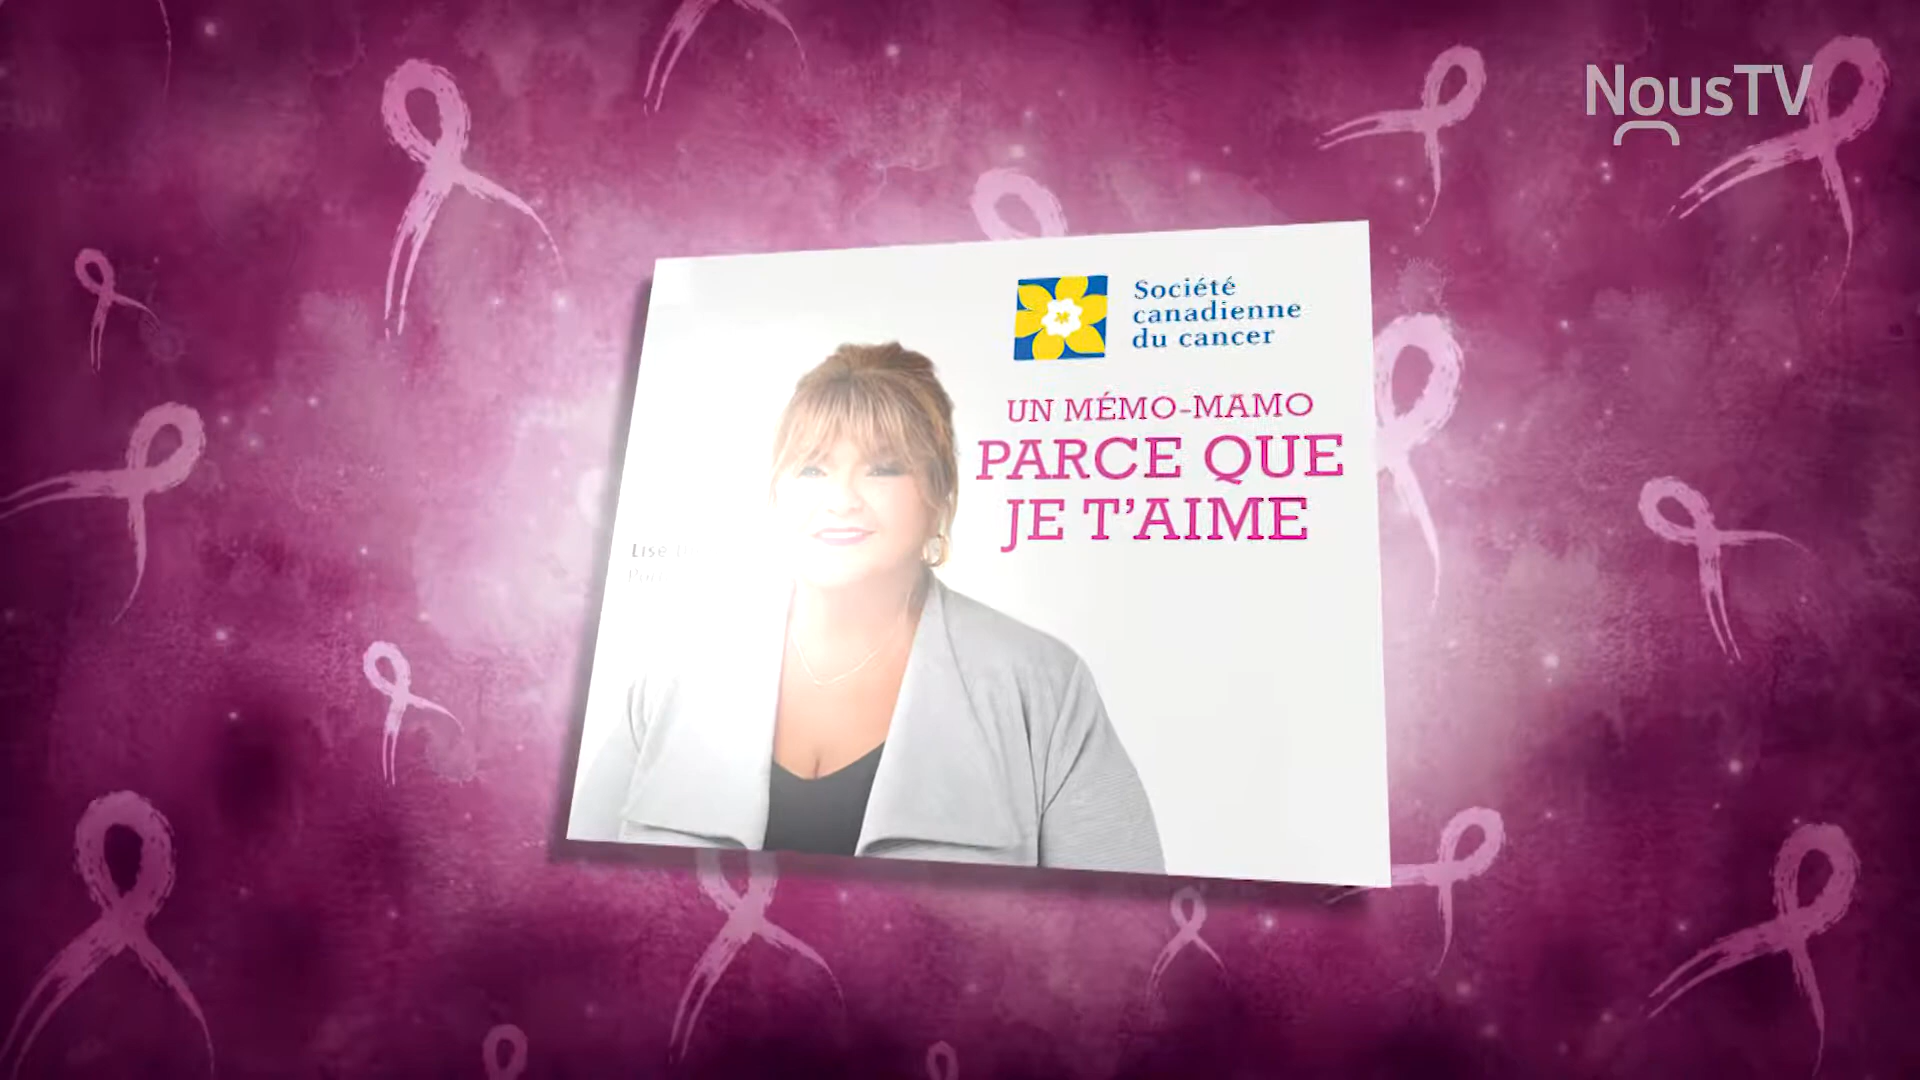 NousTV
Société
canadienne
du cancer
UN MÉMO-MAMO
PARCE QUE
JE T'AIME
Lise